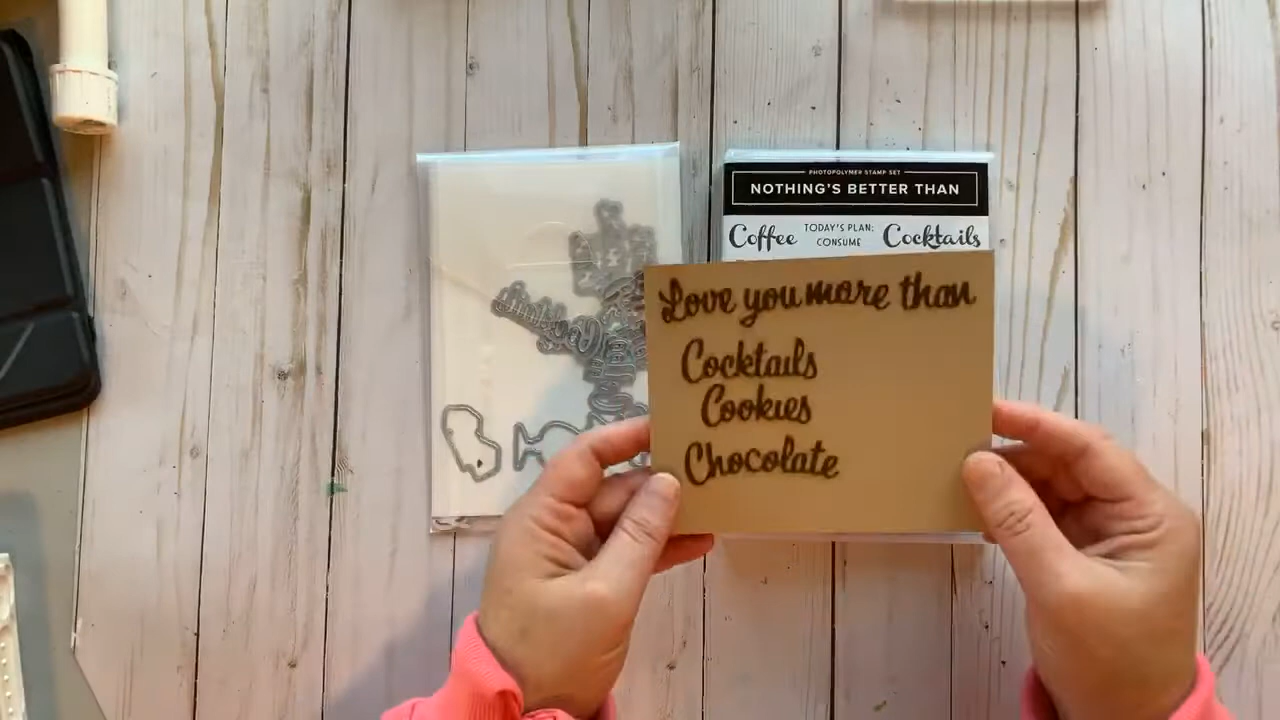 PHOTOPOLYMER STAMP SET
NOTHING'S BETTER THAN
Coffee TODAY'S PLAN: CONSUME Cocktails
Love you more than
Cocktails
Cookies
Chocolate